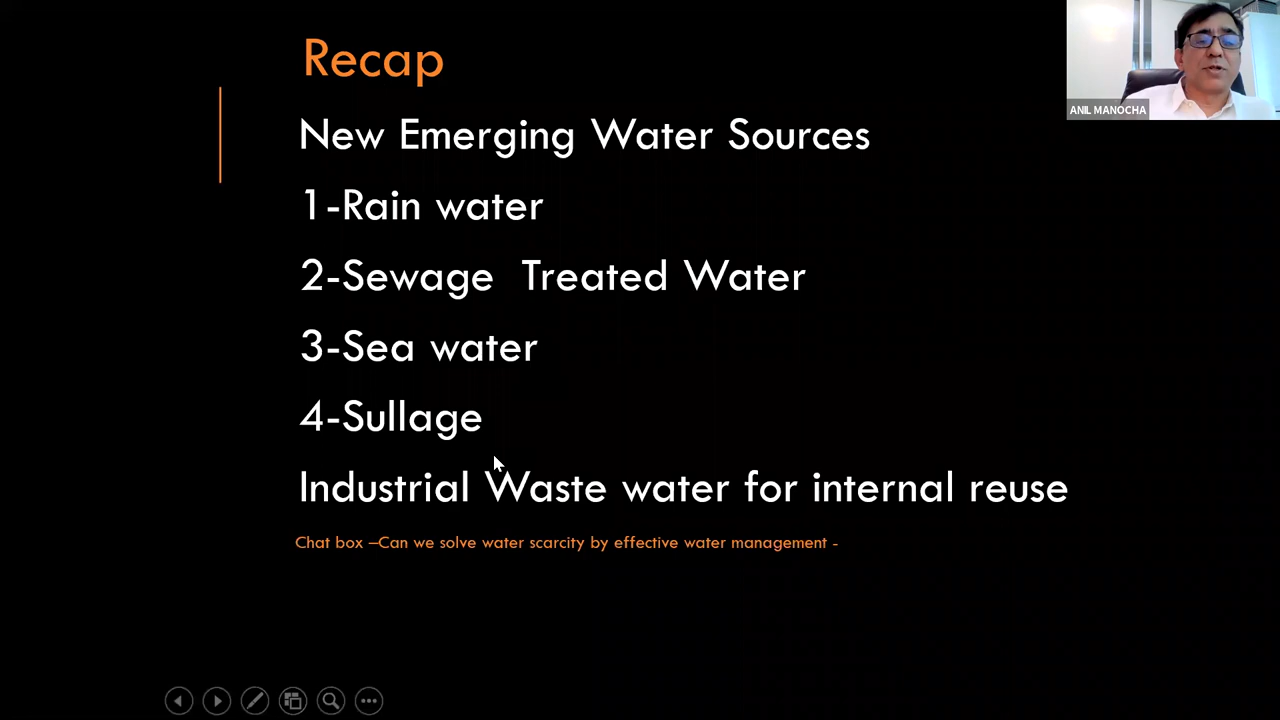 Recap
New Emerging Water Sources
1-Rain water
2-Sewage  Treated Water
3-Sea water
4-Sullage
Industrial Waste water for internal reuse
Chat box –Can we solve water scarcity by effective water management -
ANIL MANOCHA